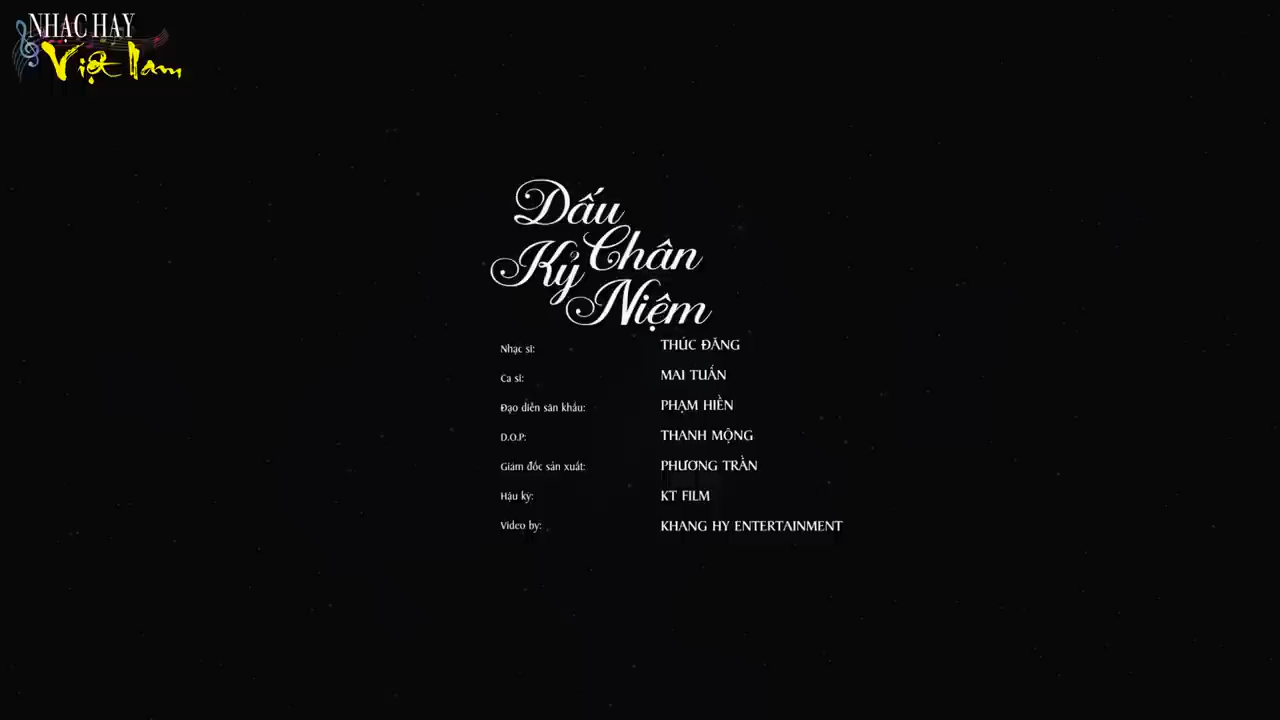 NHẠC HAY
Việt Nam
Dấu
Chân
Kỷ
Niệm
Nhạc sĩ: THÚC ĐĂNG
Ca sĩ: MAI TUẤN
Đạo diễn sân khấu: PHẠM HIỀN
D.O.P: THANH MỘNG
Giám đốc sản xuất: PHƯƠNG TRẦN
Hậu kỳ: KT FILM
Video by: KHANG HY ENTERTAINMENT